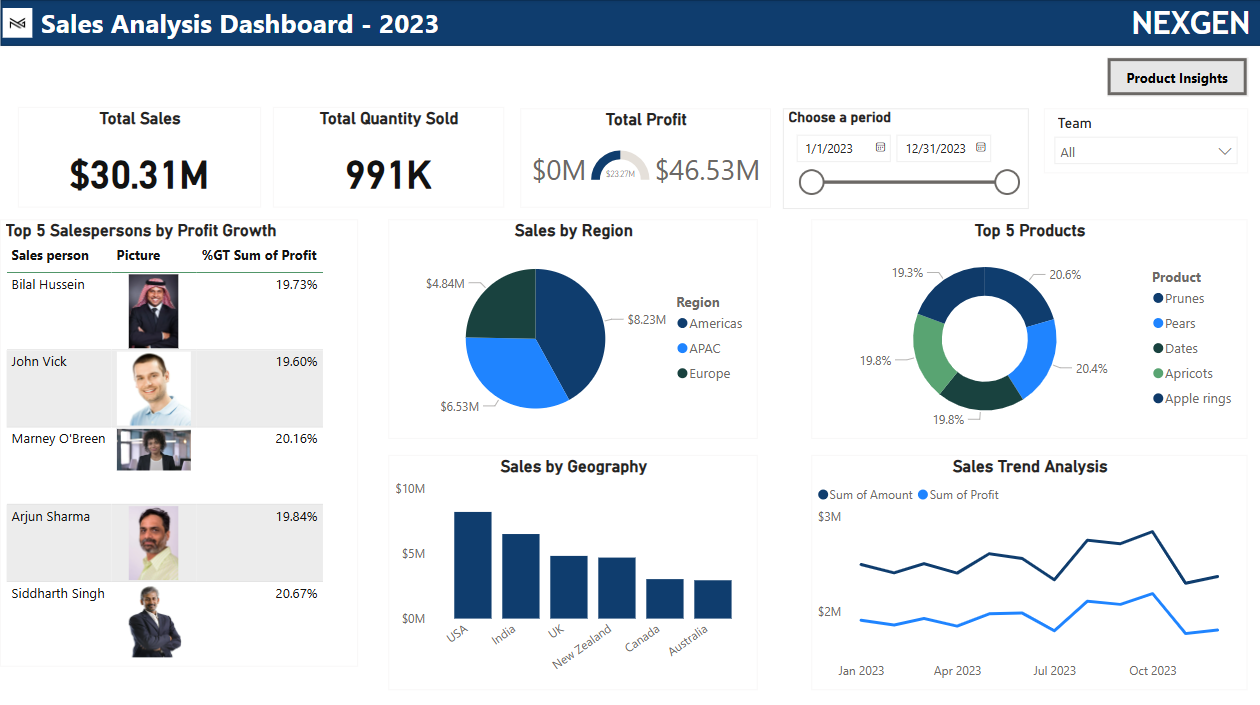 Sales Analysis Dashboard - 2023
NEXGEN
Product Insights
Total Sales
$30.31M
Total Quantity Sold
991K
Total Profit
$0M
$23.27M
$46.53M
Choose a period
1/1/2023
12/31/2023
Team
All
Top 5 Salespersons by Profit Growth
Sales person Picture %GT Sum of Profit
Bilal Hussein 19.73%
John Vick 19.60%
Marney O'Breen 20.16%
Arjun Sharma 19.84%
Siddharth Singh 20.67%
Sales by Region
$4.84M
$8.23M
$6.53M
Region
Americas
APAC
Europe
Top 5 Products
19.3%
20.6%
19.8%
20.4%
19.8%
Product
Prunes
Pears
Dates
Apricots
Apple rings
Sales by Geography
$10M
$5M
$0M
USA
India
UK
New Zealand
Canada
Australia
Sales Trend Analysis
Sum of Amount Sum of Profit
$3M
$2M
Jan 2023 Apr 2023 Jul 2023 Oct 2023